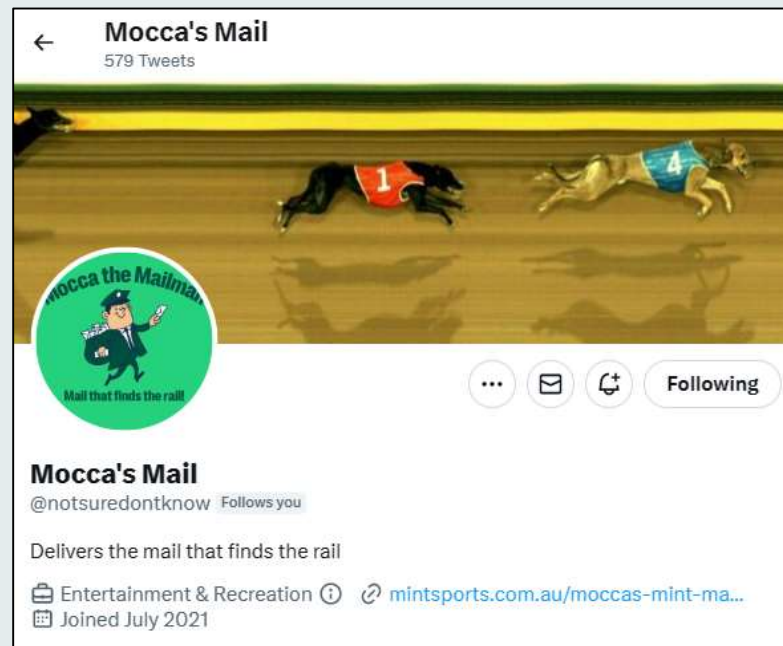 Mocca's Mail
579 Tweets
1
4
Mocca the Mailman
Mail that finds the rail!
Following
Mocca's Mail
@notsuredontknow Follows you
Delivers the mail that finds the rail
Entertainment & Recreation mintsports.com.au/moccas-mint-ma...
Joined July 2021